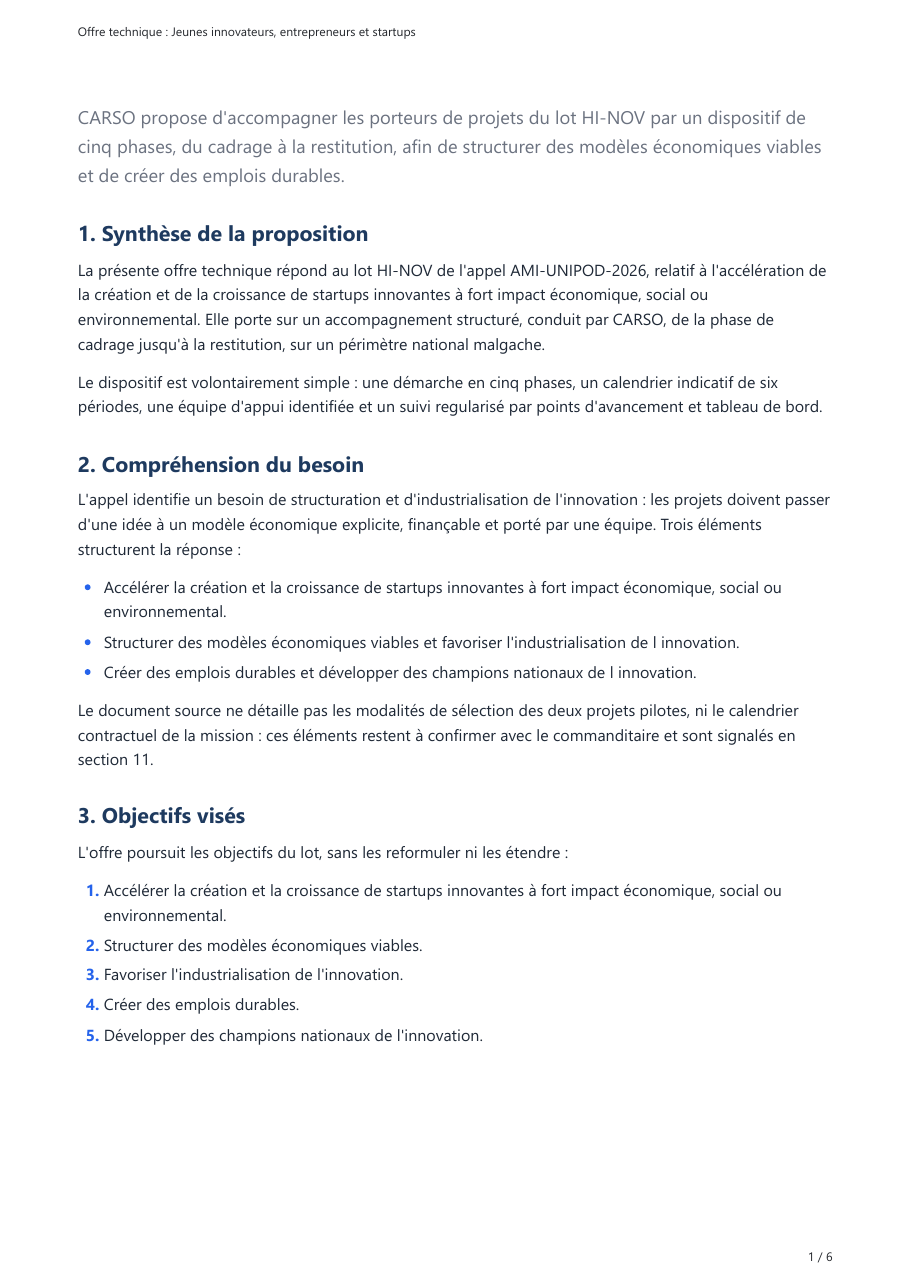 Offre technique : Jeunes innovateurs, entrepreneurs et startups
CARSO propose d'accompagner les porteurs de projets du lot HI-NOV par un dispositif de
cinq phases, du cadrage à la restitution, afin de structurer des modèles économiques viables
et de créer des emplois durables.
1. Synthèse de la proposition
La présente offre technique répond au lot HI-NOV de l'appel AMI-UNIPOD-2026, relatif à l'accélération de
la création et de la croissance de startups innovantes à fort impact économique, social ou
environnemental. Elle porte sur un accompagnement structuré, conduit par CARSO, de la phase de
cadrage jusqu'à la restitution, sur un périmètre national malgache.
Le dispositif est volontairement simple : une démarche en cinq phases, un calendrier indicatif de six
périodes, une équipe d'appui identifiée et un suivi regularisé par points d'avancement et tableau de bord.
2. Compréhension du besoin
L'appel identifie un besoin de structuration et d'industrialisation de l'innovation : les projets doivent passer
d'une idée à un modèle économique explicite, finançable et porté par une équipe. Trois éléments
structurent la réponse :
• Accélérer la création et la croissance de startups innovantes à fort impact économique, social ou
environnemental.
• Structurer des modèles économiques viables et favoriser l'industrialisation de l innovation.
• Créer des emplois durables et développer des champions nationaux de l innovation.
Le document source ne détaille pas les modalités de sélection des deux projets pilotes, ni le calendrier
contractuel de la mission : ces éléments restent à confirmer avec le commanditaire et sont signalés en
section 11.
3. Objectifs visés
L'offre poursuit les objectifs du lot, sans les reformuler ni les étendre :
1. Accélérer la création et la croissance de startups innovantes à fort impact économique, social ou
environnemental.
2. Structurer des modèles économiques viables.
3. Favoriser l'industrialisation de l'innovation.
4. Créer des emplois durables.
5. Développer des champions nationaux de l'innovation.
1 / 6